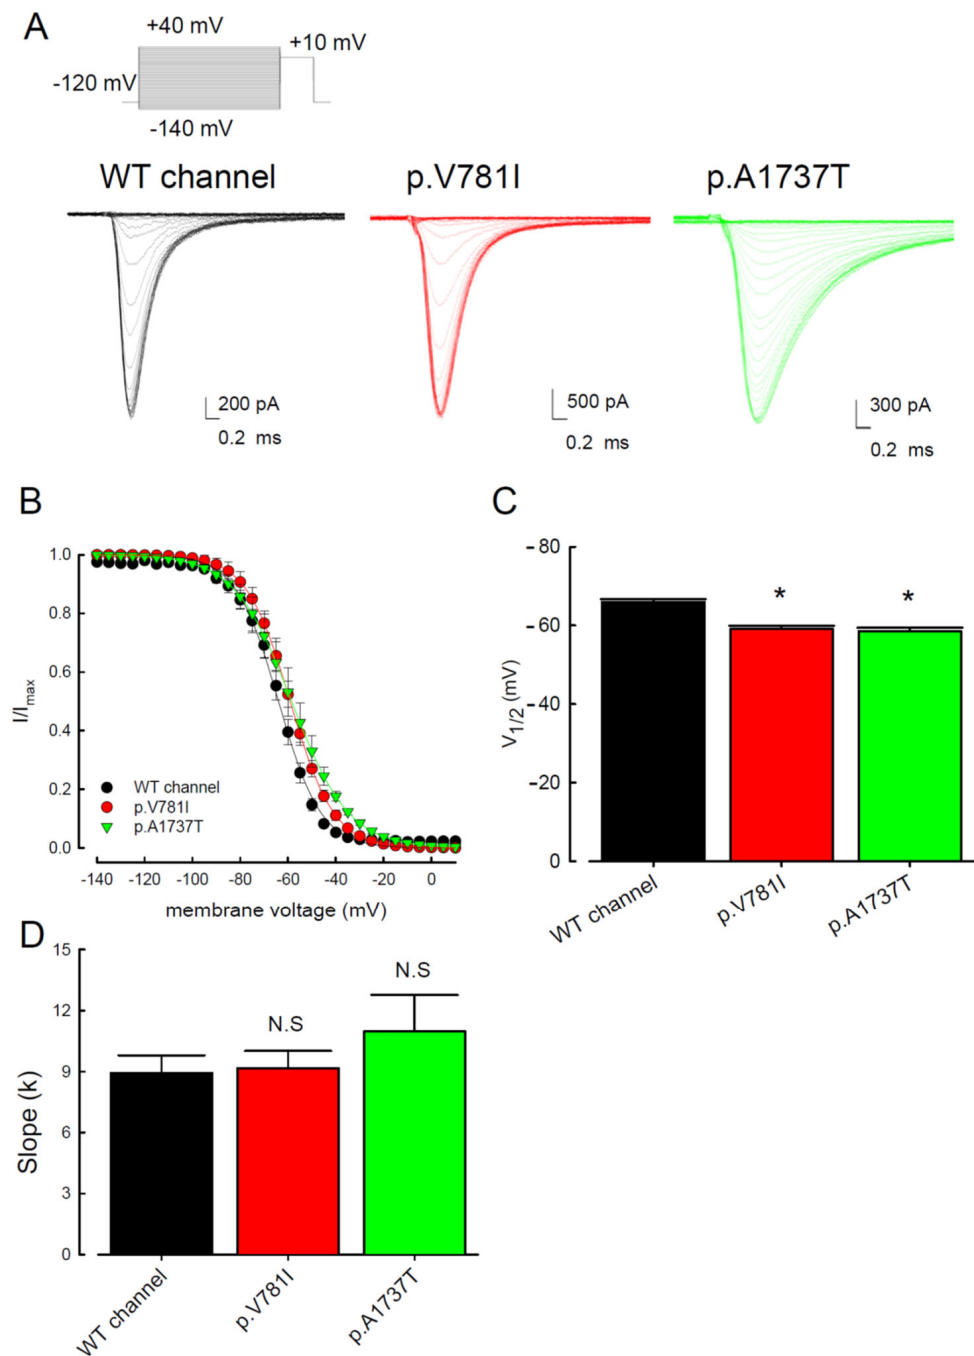 A
+40 mV
+10 mV
-120 mV
-140 mV
WT channel
p.V781I
p.A1737T
200 pA
0.2 ms
500 pA
0.2 ms
300 pA
0.2 ms
B
1.0
0.8
0.6
0.4
0.2
0.0
I/Imax
WT channel
p.V781I
p.A1737T
-140 -120 -100 -80 -60 -40 -20 0
membrane voltage (mV)
C
-80
-60
-40
-20
0
V1/2 (mV)
* *
WT channel
p.V781I
p.A1737T
D
15
12
9
6
3
0
Slope (k)
N.S
N.S
WT channel
p.V781I
p.A1737T